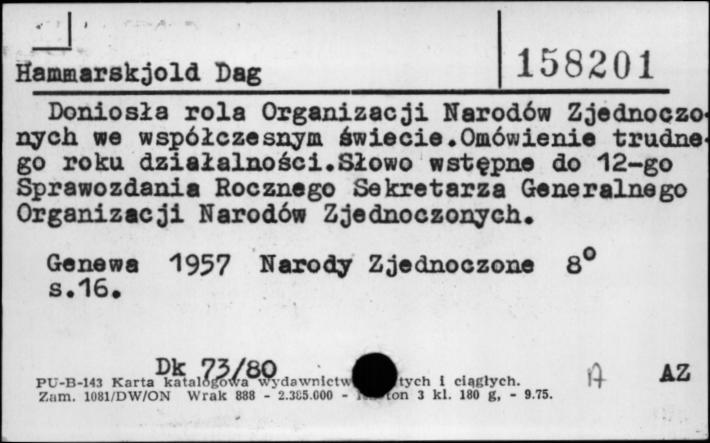 Hammarskjold Dag
158201
Doniosła rola Organizacji Narodów Zjednoczo-
nych we współczesnym świecie.Omówienie trudne-
go roku działalności.Słowo wstępne do 12-go
Sprawozdania Rocznego Sekretarza Generalnego
Organizacji Narodów Zjednoczonych.
Genewa 1957 Narody Zjednoczone 8°
s.16.
Dk 73/80
A AZ
PU-B-143 Karta katalogowa wydawnictw tych i ciągłych.
Zam. 1081/DW/ON Wrak 888 - 2.385.000 - ton 3 kl. 180 g, - 9.75.